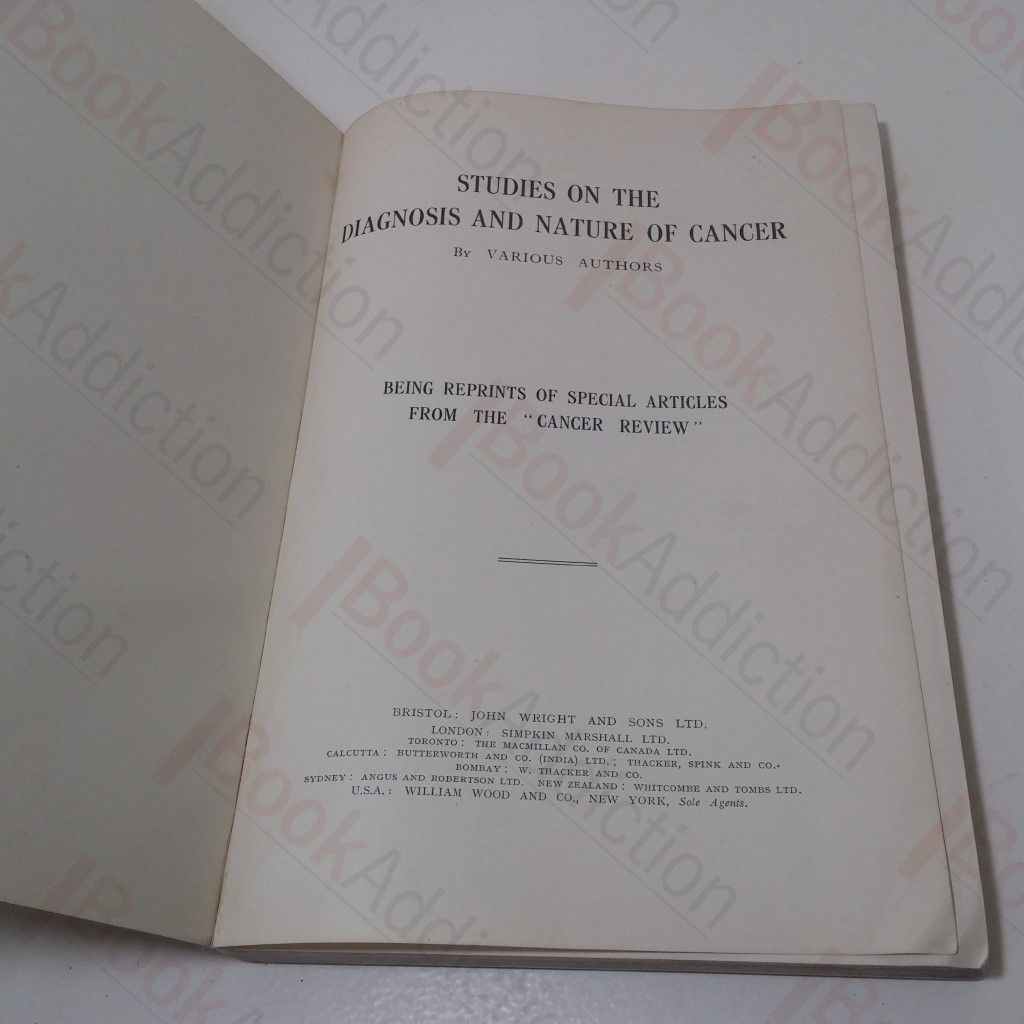 STUDIES ON THE
DIAGNOSIS AND NATURE OF CANCER
By VARIOUS AUTHORS
BEING REPRINTS OF SPECIAL ARTICLES
FROM THE "CANCER REVIEW"
BRISTOL: JOHN WRIGHT AND SONS LTD.
LONDON: SIMPKIN MARSHALL LTD.
TORONTO: THE MACMILLAN CO. OF CANADA LTD.
CALCUTTA: BUTTERWORTH AND CO. (INDIA) LTD.; THACKER, SPINK AND CO.
BOMBAY: W. THACKER AND CO.
SYDNEY: ANGUS AND ROBERTSON LTD. NEW ZEALAND: WHITCOMBE AND TOMBS LTD.
U.S.A.: WILLIAM WOOD AND CO., NEW YORK, Sole Agents.
BookAddiction